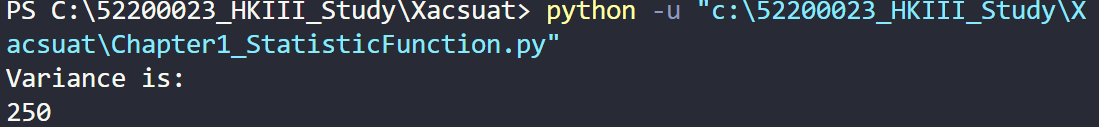 PS C:\52200023_HKIII_Study\Xacsuat> python -u "c:\52200023_HKIII_Study\X
acsuat\Chapter1_StatisticFunction.py"
Variance is:
250